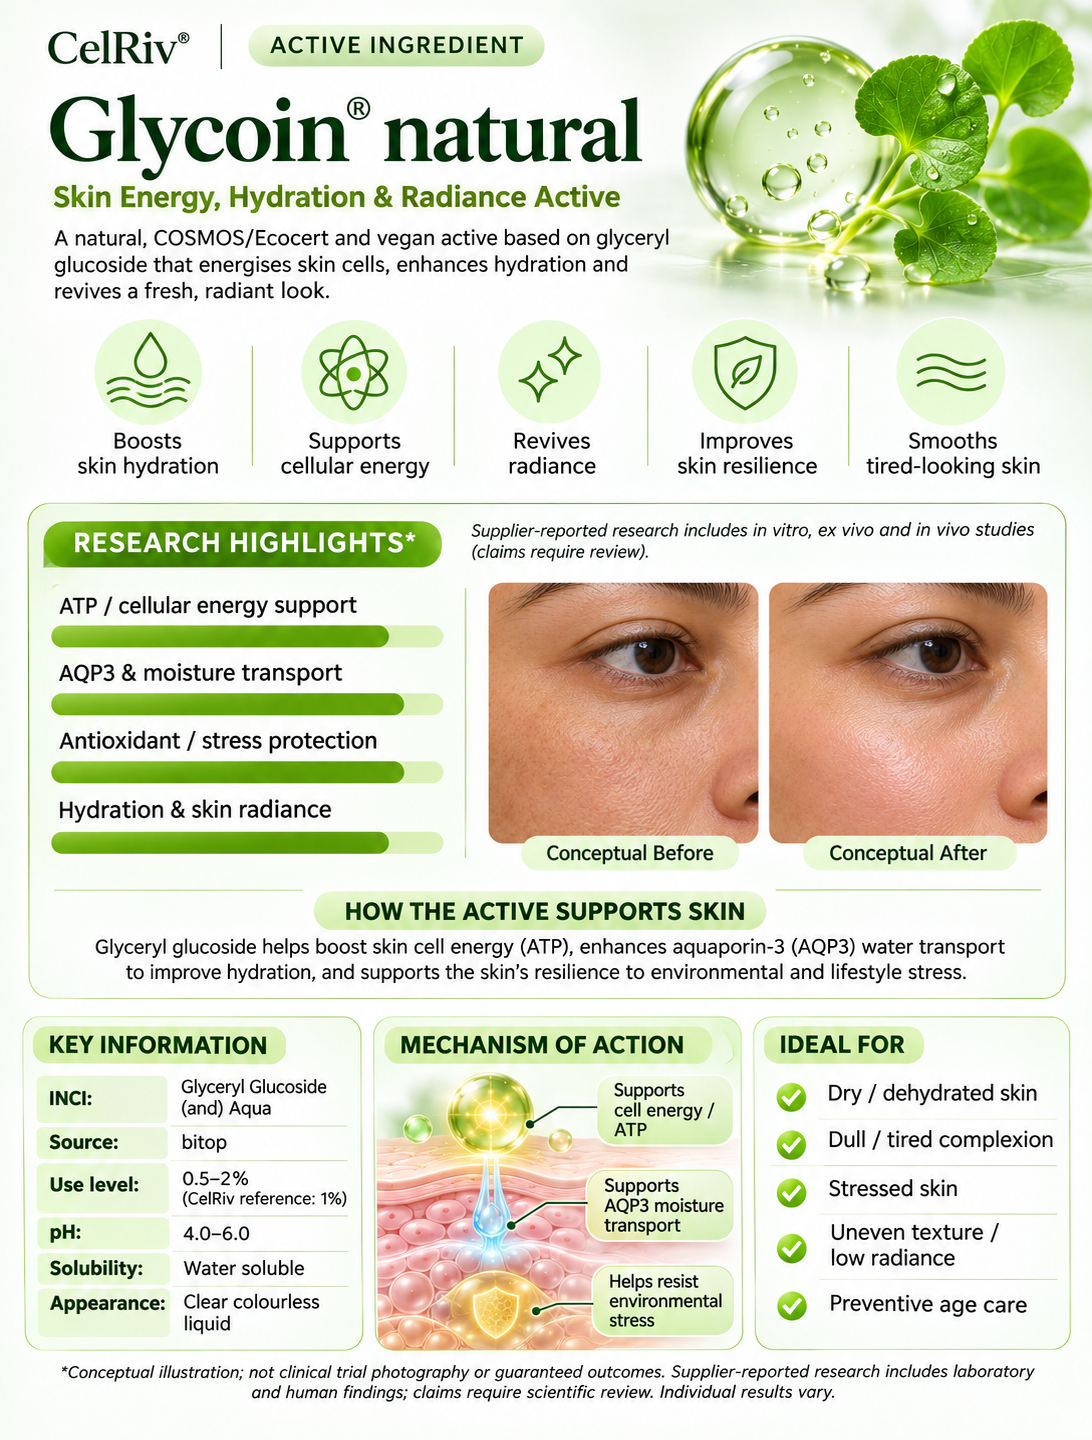 CelRiv®
ACTIVE INGREDIENT
Glycoin® natural
Skin Energy, Hydration & Radiance Active
A natural, COSMOS/Ecocert and vegan active based on glyceryl
glucoside that energises skin cells, enhances hydration and
revives a fresh, radiant look.
Boosts
skin hydration
Supports
cellular energy
Revives
radiance
Improves
skin resilience
Smooths
tired-looking skin
RESEARCH HIGHLIGHTS*
Supplier-reported research includes in vitro, ex vivo and in vivo studies
(claims require review).
ATP / cellular energy support
AQP3 & moisture transport
Antioxidant / stress protection
Hydration & skin radiance
Conceptual Before
Conceptual After
HOW THE ACTIVE SUPPORTS SKIN
Glyceryl glucoside helps boost skin cell energy (ATP), enhances aquaporin-3 (AQP3) water transport
to improve hydration, and supports the skin's resilience to environmental and lifestyle stress.
KEY INFORMATION
INCI: Glyceryl Glucoside
(and) Aqua
Source: bitop
Use level: 0.5–2%
(CelRiv reference: 1%)
pH: 4.0–6.0
Solubility: Water soluble
Appearance: Clear colourless
liquid
MECHANISM OF ACTION
Supports
cell energy /
ATP
Supports
AQP3 moisture
transport
Helps resist
environmental
stress
IDEAL FOR
Dry / dehydrated skin
Dull / tired complexion
Stressed skin
Uneven texture /
low radiance
Preventive age care
*Conceptual illustration; not clinical trial photography or guaranteed outcomes. Supplier-reported research includes laboratory
and human findings; claims require scientific review. Individual results vary.